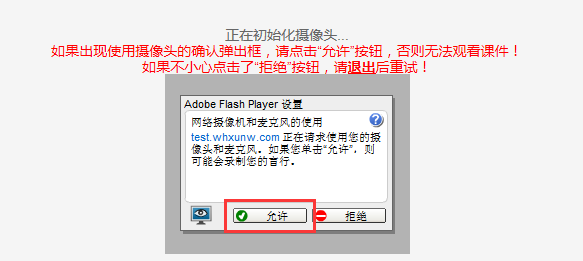 正在初始化摄像头...
如果出现使用摄像头的确认弹出框，请点击“允许”按钮，否则无法观看课件！
如果不小心点击了“拒绝”按钮，请退出后重试！
Adobe Flash Player 设置
网络摄像机和麦克风的使用
test.whxunw.com 正在请求使用您的摄
像头和麦克风。如果您单击“允许”，则
可能会录制您的言行。
允许 拒绝